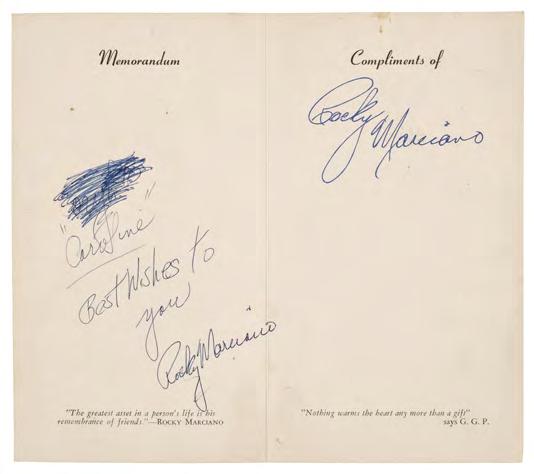 Memorandum
"Caroline"
Best Wishes to
you
Rocky Marciano
"The greatest asset in a person's life is his
remembrance of friends."—ROCKY MARCIANO
Compliments of
Rocky Marciano
"Nothing warms the heart any more than a gift"
says G. G. P.